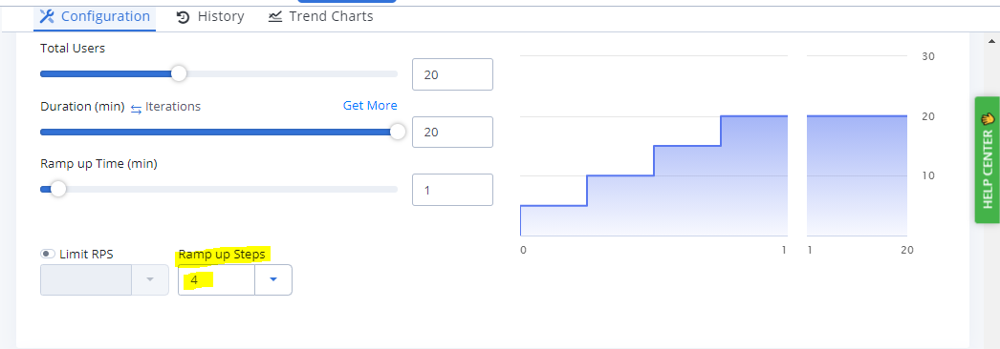 Configuration
History
Trend Charts
Total Users
20
Duration (min) ⇆ Iterations
Get More
20
Ramp up Time (min)
1
Limit RPS
Ramp up Steps
4
30
20
10
0
1
1
20
HELP CENTER